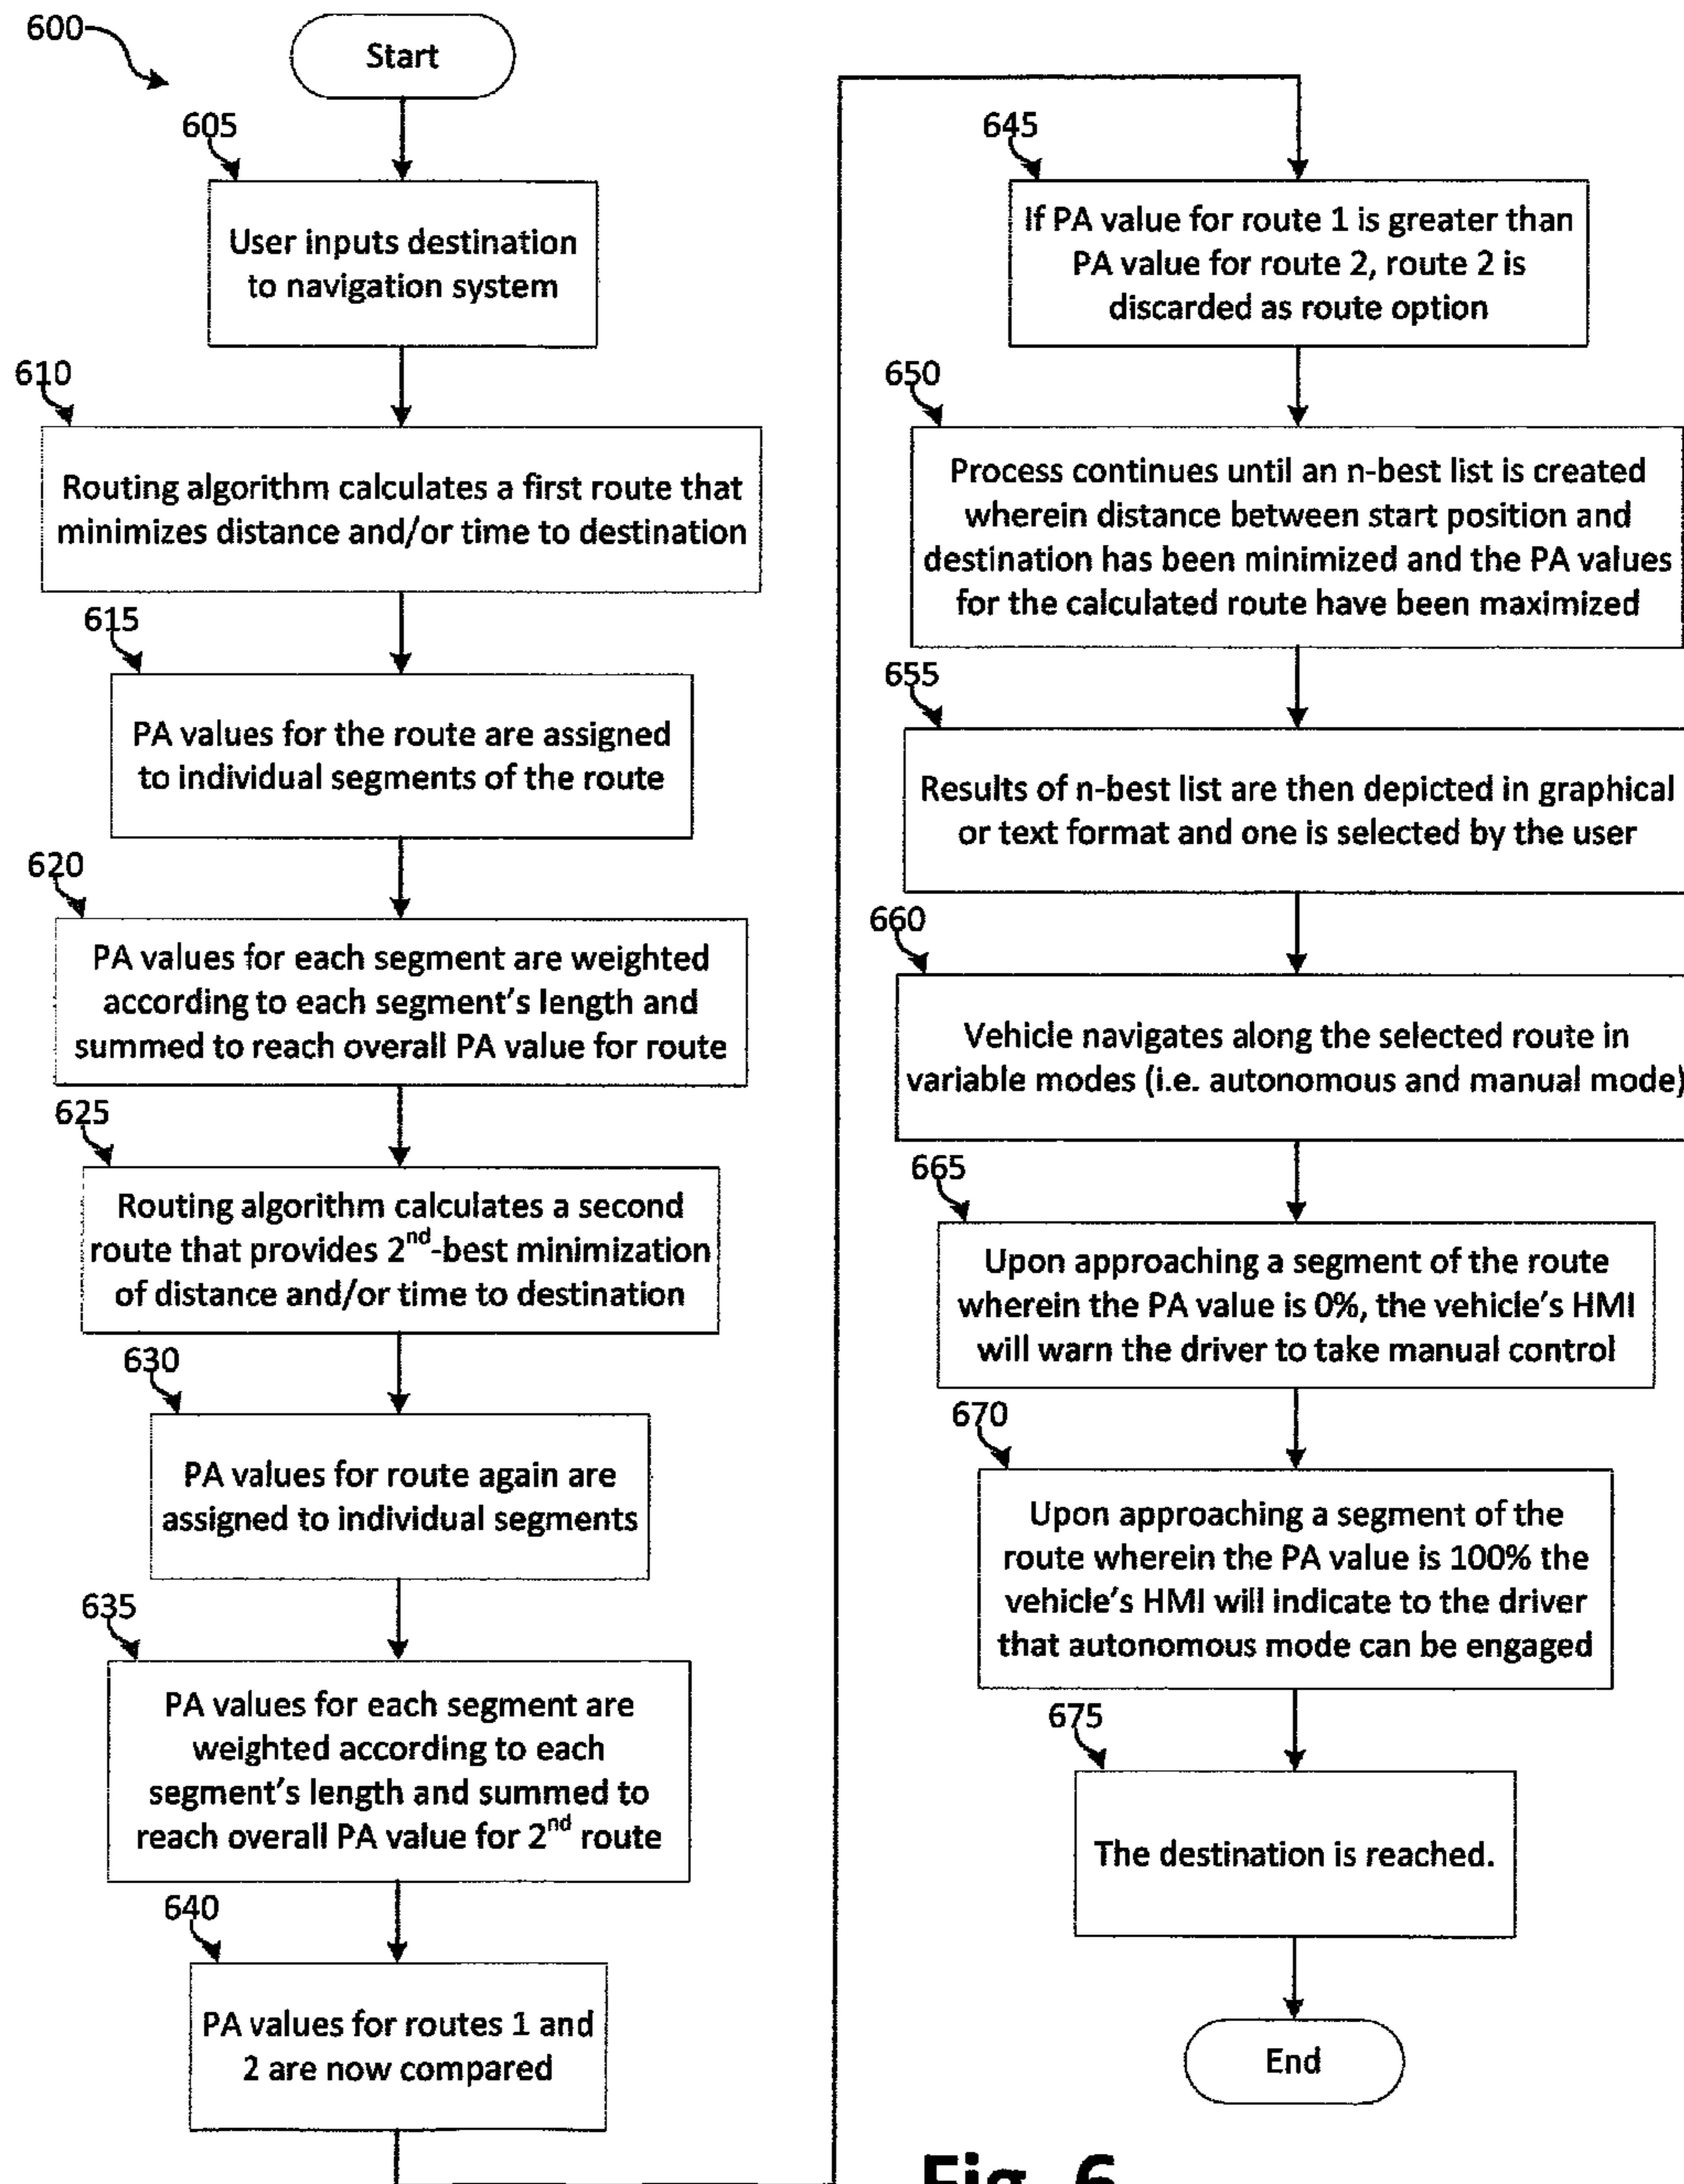 600
Start
605
User inputs destination
to navigation system
610
Routing algorithm calculates a first route that
minimizes distance and/or time to destination
615
PA values for the route are assigned
to individual segments of the route
620
PA values for each segment are weighted
according to each segment's length and
summed to reach overall PA value for route
625
Routing algorithm calculates a second
route that provides 2nd-best minimization
of distance and/or time to destination
630
PA values for route again are
assigned to individual segments
635
PA values for each segment are
weighted according to each
segment's length and summed to
reach overall PA value for 2nd route
640
PA values for routes 1 and
2 are now compared
645
If PA value for route 1 is greater than
PA value for route 2, route 2 is
discarded as route option
650
Process continues until an n-best list is created
wherein distance between start position and
destination has been minimized and the PA values
for the calculated route have been maximized
655
Results of n-best list are then depicted in graphical
or text format and one is selected by the user
660
Vehicle navigates along the selected route in
variable modes (i.e. autonomous and manual mode)
665
Upon approaching a segment of the route
wherein the PA value is 0%, the vehicle's HMI
will warn the driver to take manual control
670
Upon approaching a segment of the
route wherein the PA value is 100% the
vehicle's HMI will indicate to the driver
that autonomous mode can be engaged
675
The destination is reached.
End
Fig. 6